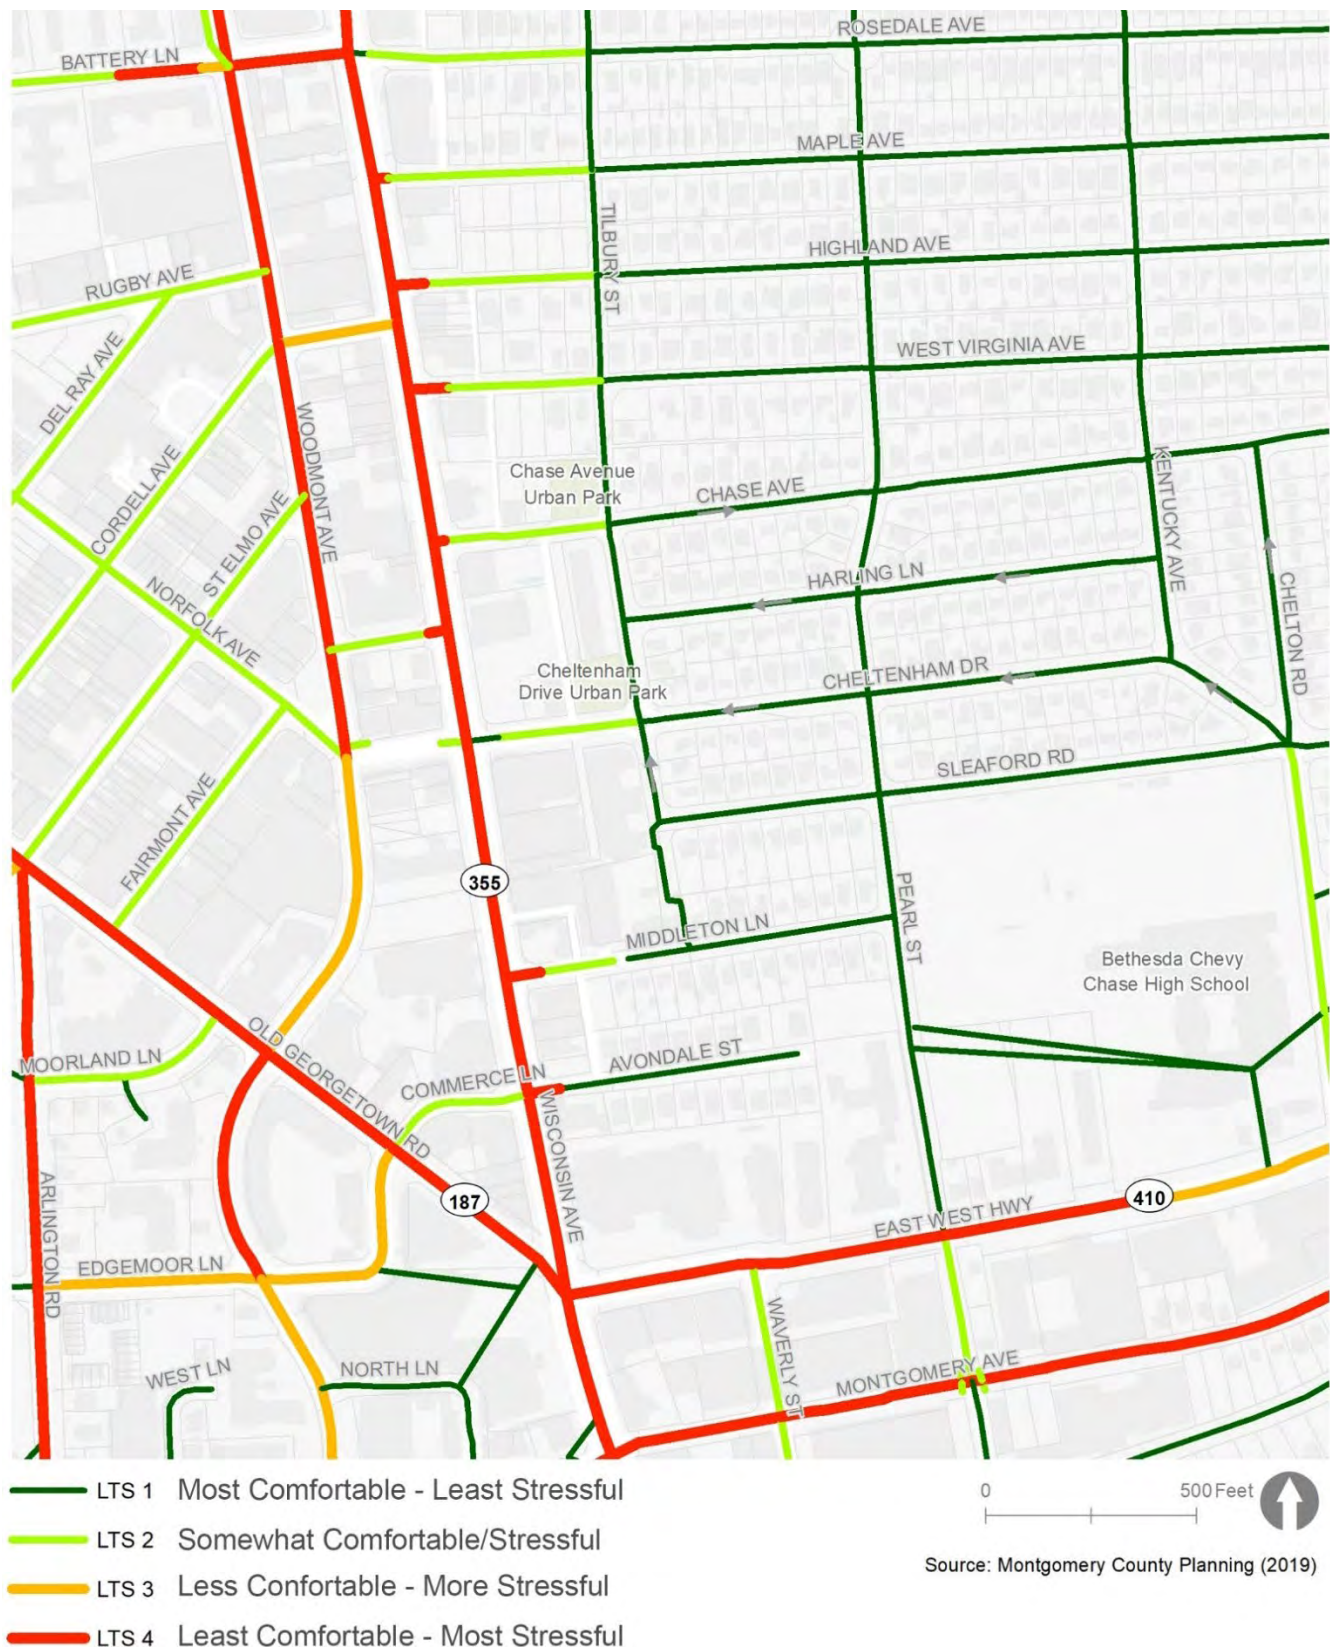 ROSEDALE AVE
BATTERY LN
MAPLE AVE
TILBURY ST
HIGHLAND AVE
RUGBY AVE
WEST VIRGINIA AVE
DEL RAY AVE
WOODMONT AVE
CORDELL AVE
ST ELMO AVE
Chase Avenue
Urban Park
CHASE AVE
KENTUCKY AVE
HARLING LN
CHELTON RD
NORFOLK AVE
Cheltenham
Drive Urban Park
CHELTENHAM DR
SLEAFORD RD
FAIRMONT AVE
355
PEARL ST
MIDDLETON LN
Bethesda Chevy
Chase High School
OLD GEORGETOWN RD
MOORLAND LN
AVONDALE ST
COMMERCE LN
WISCONSIN AVE
ARLINGTON RD
187
410
EAST WEST HWY
EDGEMOOR LN
WAVERLY ST
WEST LN
NORTH LN
MONTGOMERY AVE
LTS 1 Most Comfortable - Least Stressful
LTS 2 Somewhat Comfortable/Stressful
LTS 3 Less Confortable - More Stressful
LTS 4 Least Comfortable - Most Stressful
0 500 Feet
Source: Montgomery County Planning (2019)